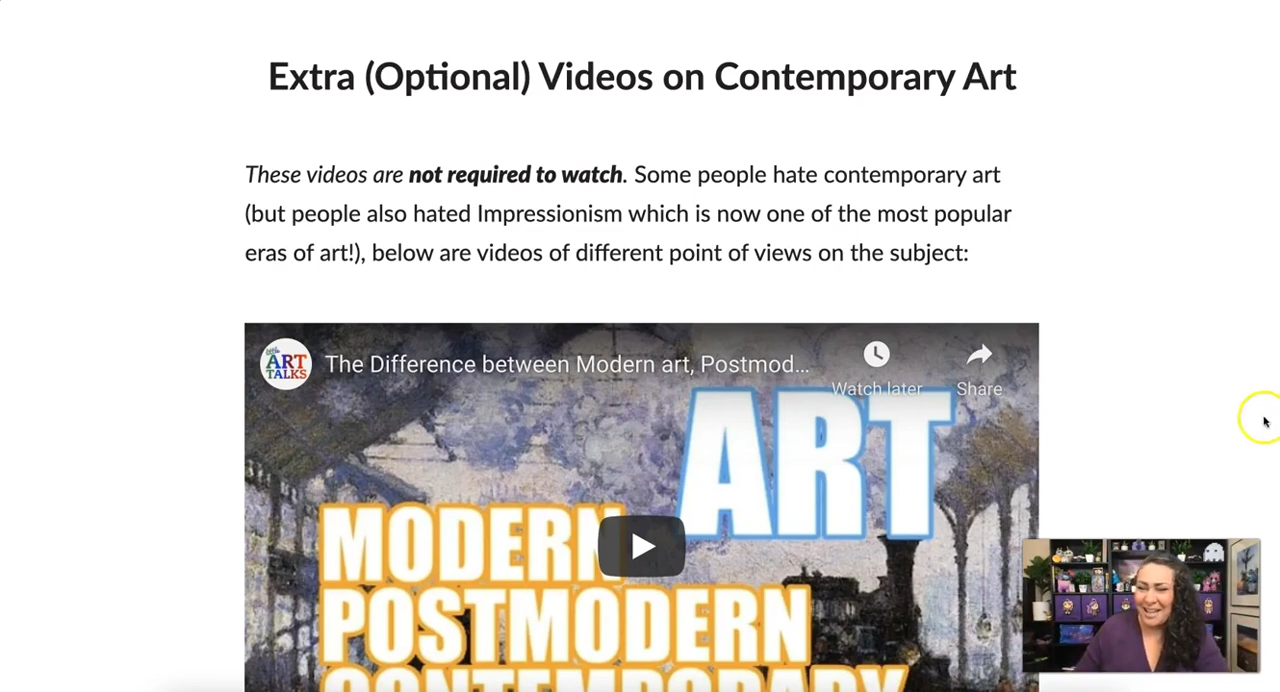 Extra (Optional) Videos on Contemporary Art
These videos are not required to watch. Some people hate contemporary art
(but people also hated Impressionism which is now one of the most popular
eras of art!), below are videos of different point of views on the subject:
little
ART
TALKS
The Difference between Modern art, Postmod...
Watch later
Share
ART
MODERN
POSTMODERN
CONTEMPORARY